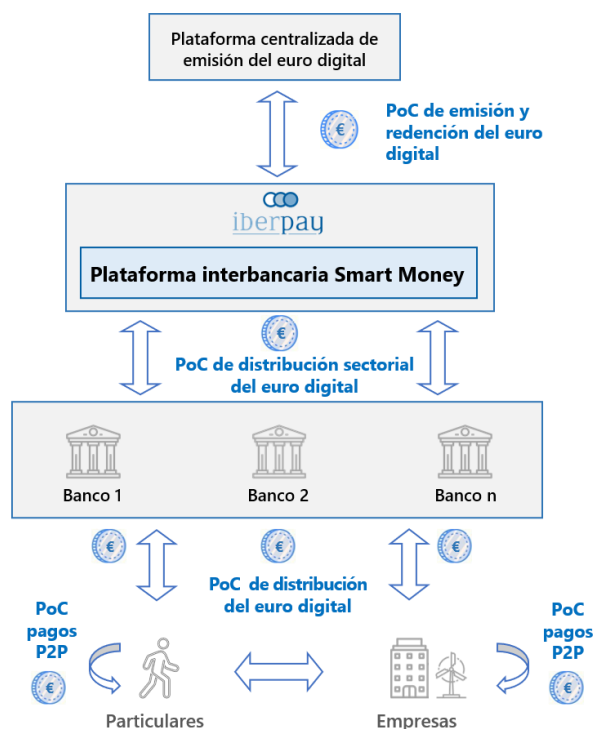 Plataforma centralizada de
emisión del euro digital
PoC de emisión y
redención del euro
digital
iberpay
Plataforma interbancaria Smart Money
PoC de distribución sectorial
del euro digital
Banco 1
Banco 2
Banco n
PoC de distribución
del euro digital
PoC
pagos
P2P
PoC
pagos
P2P
Particulares
Empresas